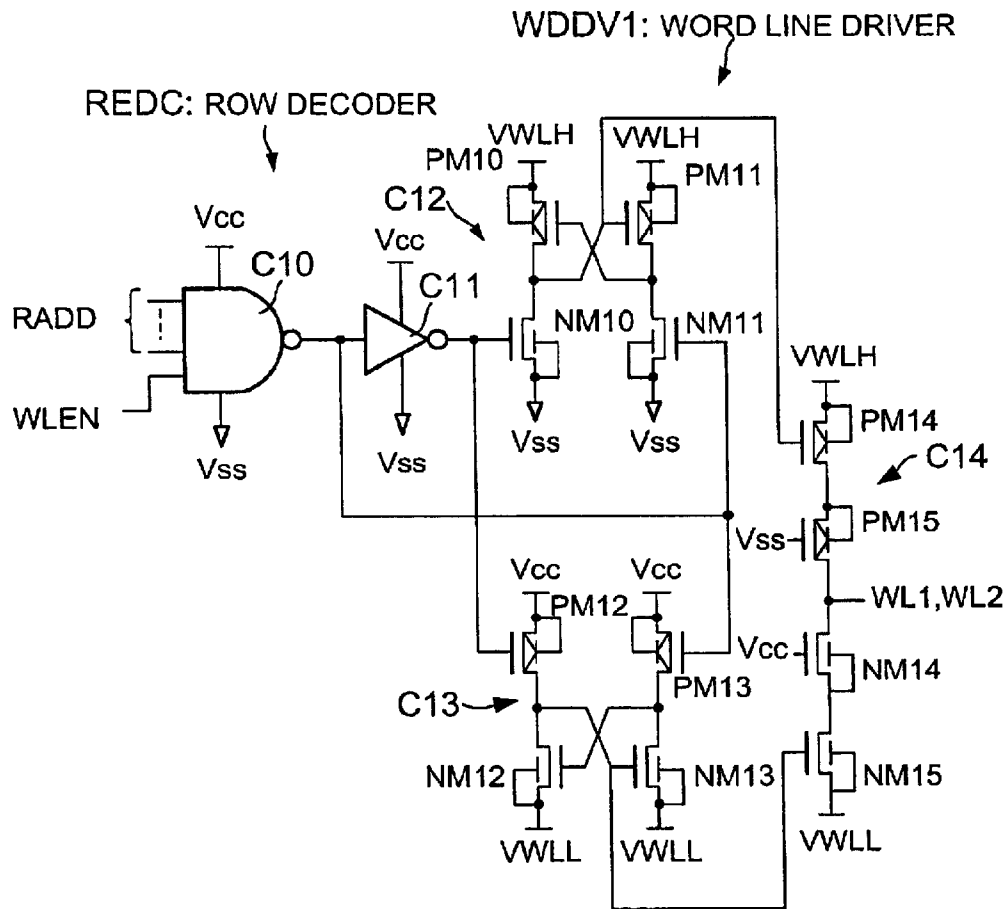 WDDV1: WORD LINE DRIVER
REDC: ROW DECODER
VWLH VWLH
PM10 PM11
C12
Vcc
Vcc
C10
C11
RADD
NM10 NM11
WLEN
VWLH
Vss
Vss
Vss Vss
PM14
C14
PM15
Vss
Vcc Vcc
PM12
WL1,WL2
Vcc
NM14
PM13
C13
NM12 NM13
NM15
VWLL VWLL
VWLL